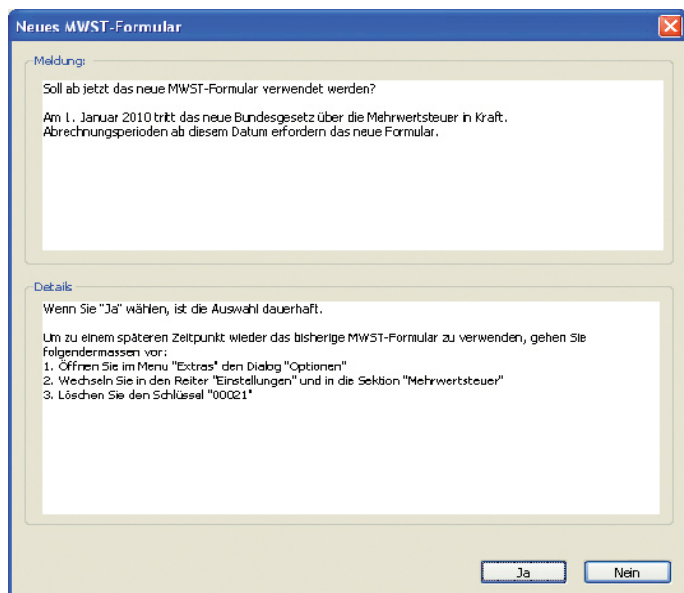 Neues MWST-Formular
Meldung:
Soll ab jetzt das neue MWST-Formular verwendet werden?
Am 1. Januar 2010 tritt das neue Bundesgesetz über die Mehrwertsteuer in Kraft.
Abrechnungsperioden ab diesem Datum erfordern das neue Formular.
Details
Wenn Sie "Ja" wählen, ist die Auswahl dauerhaft.
Um zu einem späteren Zeitpunkt wieder das bisherige MWST-Formular zu verwenden, gehen Sie
folgendermassen vor:
1. Öffnen Sie im Menu "Extras" den Dialog "Optionen"
2. Wechseln Sie in den Reiter "Einstellungen" und in die Sektion "Mehrwertsteuer"
3. Löschen Sie den Schlüssel "00021"
Ja
Nein